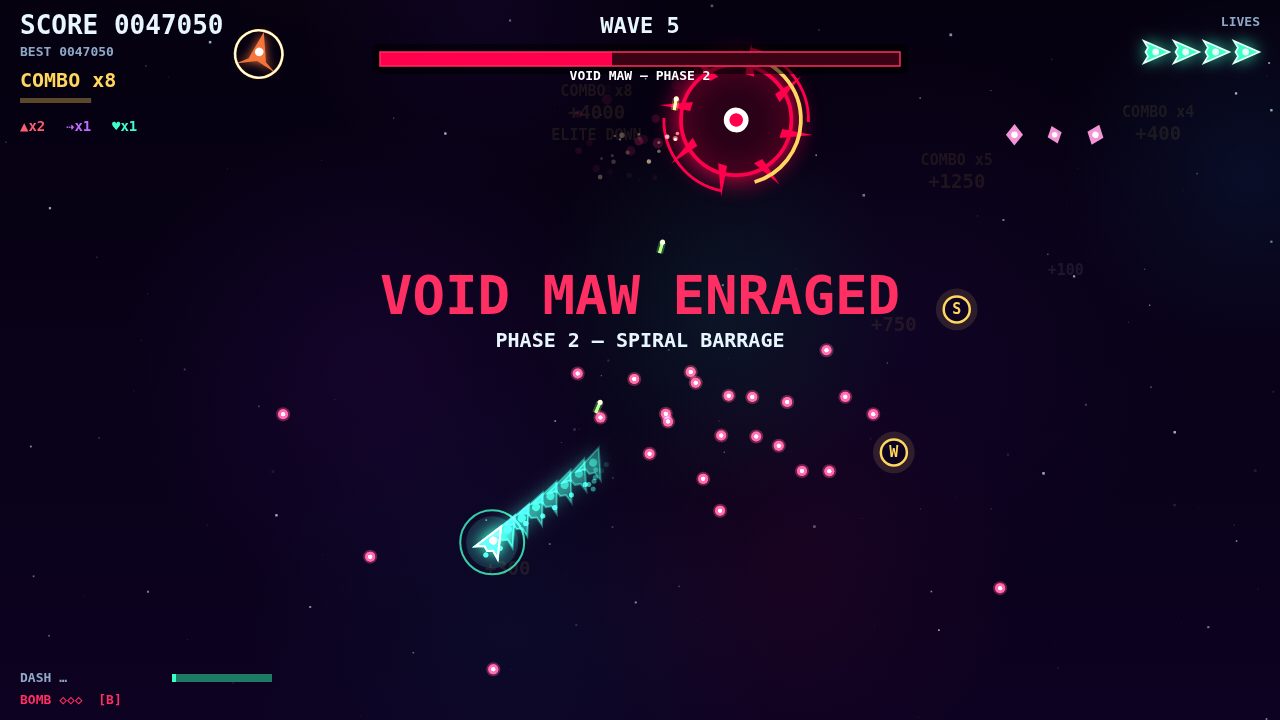 SCORE 0047050
BEST 0047050
COMBO x8
▲x2 ⇢x1 ♥x1
WAVE 5
VOID MAW — PHASE 2
LIVES
COMBO x8
+4000
ELITE DOWN
COMBO x4
+400
COMBO x5
+1250
+100
+750
S
VOID MAW ENRAGED
PHASE 2 — SPIRAL BARRAGE
W
DASH …
BOMB ◇◇◇ [B]